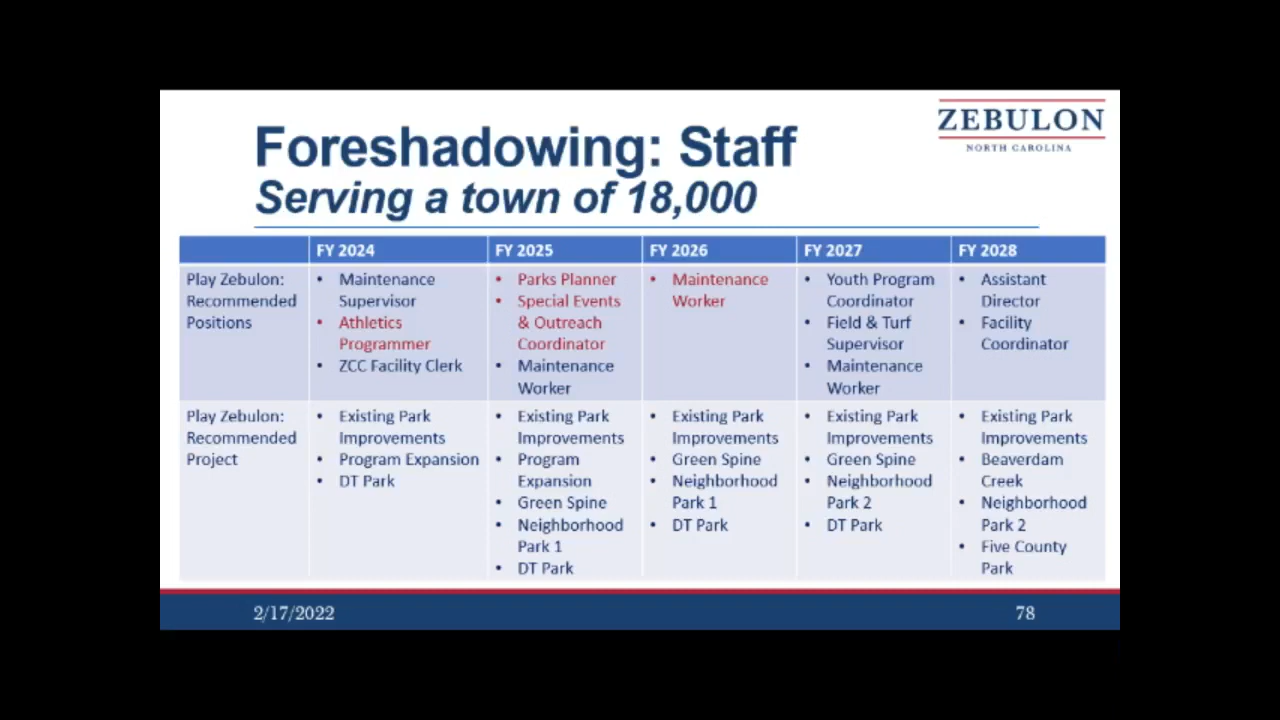 ZEBULON
NORTH CAROLINA
Foreshadowing: Staff
Serving a town of 18,000
FY 2024
FY 2025
FY 2026
FY 2027
FY 2028
Play Zebulon:
Recommended
Positions
• Maintenance
Supervisor
• Athletics
Programmer
• ZCC Facility Clerk
• Parks Planner
• Special Events
& Outreach
Coordinator
• Maintenance
Worker
• Maintenance
Worker
• Youth Program
Coordinator
• Field & Turf
Supervisor
• Maintenance
Worker
• Assistant
Director
• Facility
Coordinator
Play Zebulon:
Recommended
Project
• Existing Park
Improvements
• Program Expansion
• DT Park
• Existing Park
Improvements
• Program
Expansion
• Green Spine
• Neighborhood
Park 1
• DT Park
• Existing Park
Improvements
• Green Spine
• Neighborhood
Park 1
• DT Park
• Existing Park
Improvements
• Green Spine
• Neighborhood
Park 2
• DT Park
• Existing Park
Improvements
• Beaverdam
Creek
• Neighborhood
Park 2
• Five County
Park
2/17/2022
78